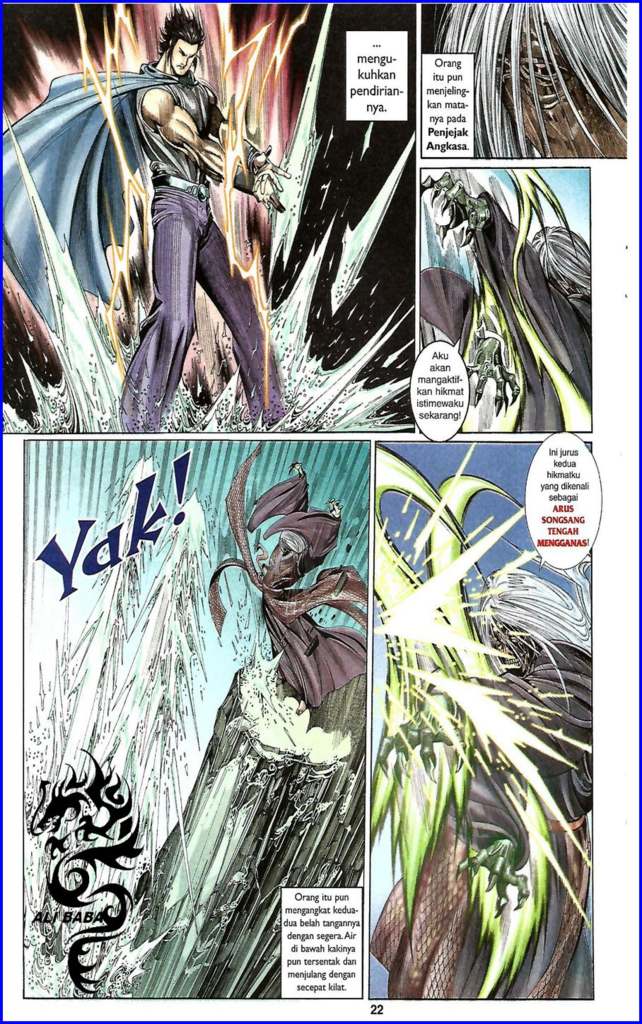 ...
mengu-
kuhkan
pendirian-
nya.
Orang
itu pun
menjeling-
kan mata-
nya pada
Penjejak
Angkasa.
Aku
akan
mangaktif-
kan hikmat
istimewaku
sekarang!
Yak!
Orang itu pun
mengangkat kedua-
dua belah tangannya
dengan segera. Air
di bawah kakinya
pun tersentak dan
menjulang dengan
secepat kilat.
Ini jurus
kedua
hikmatku
yang dikenali
sebagai
ARUS
SONGSANG
TENGAH
MENGGANAS!
ALI BABA
22